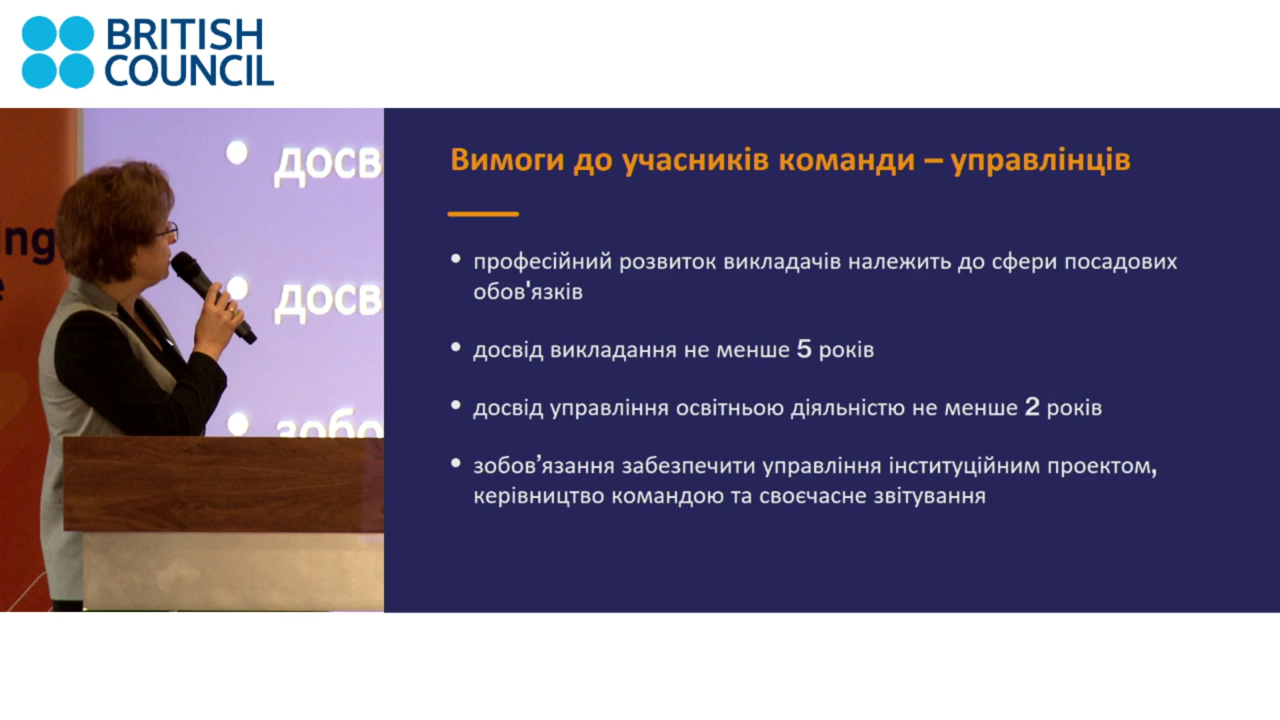 BRITISH
COUNCIL
ing
досв
досв
зобо
Вимоги до учасників команди – управлінців
• професійний розвиток викладачів належить до сфери посадових
обов'язків
• досвід викладання не менше 5 років
• досвід управління освітньою діяльністю не менше 2 років
• зобов’язання забезпечити управління інституційним проектом,
керівництво командою та своєчасне звітування